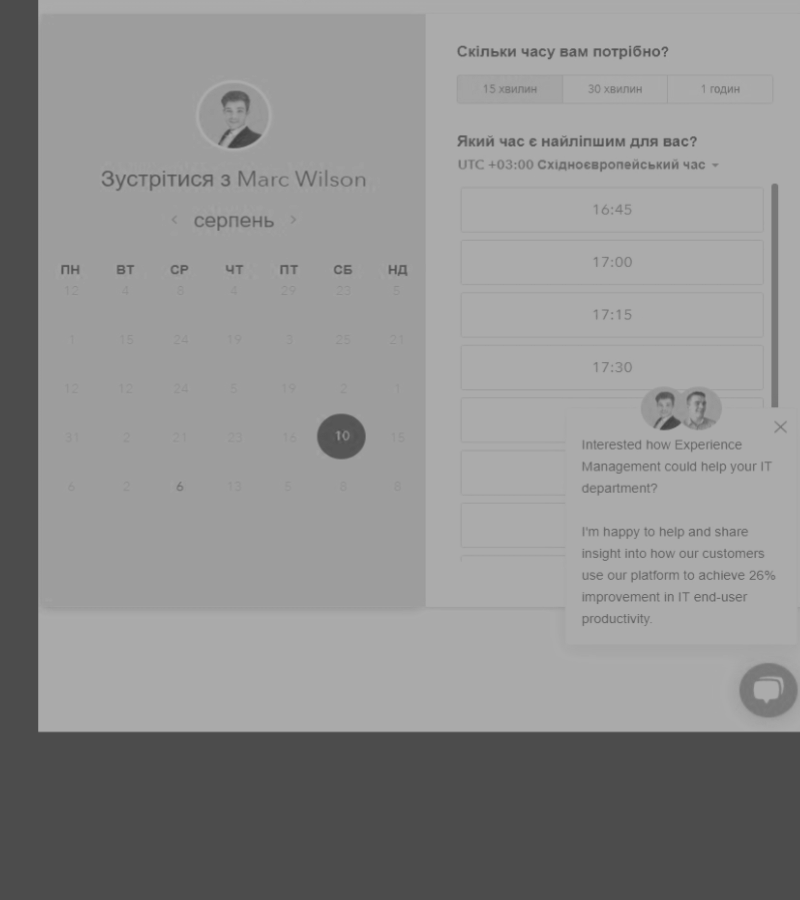 Зустрітися з Marc Wilson
серпень
ПН ВТ СР ЧТ ПТ СБ НД
12 4 8 4 29 23 5
1 15 24 19 3 25 21
12 12 24 5 19 2 1
31 2 21 23 16 10 15
6 2 6 13 5 8 8
Скільки часу вам потрібно?
15 хвилин 30 хвилин 1 годин
Який час є найліпшим для вас?
UTC +03:00 Східноєвропейський час
16:45
17:00
17:15
17:30
Interested how Experience
Management could help your IT
department?
I'm happy to help and share
insight into how our customers
use our platform to achieve 26%
improvement in IT end-user
productivity.